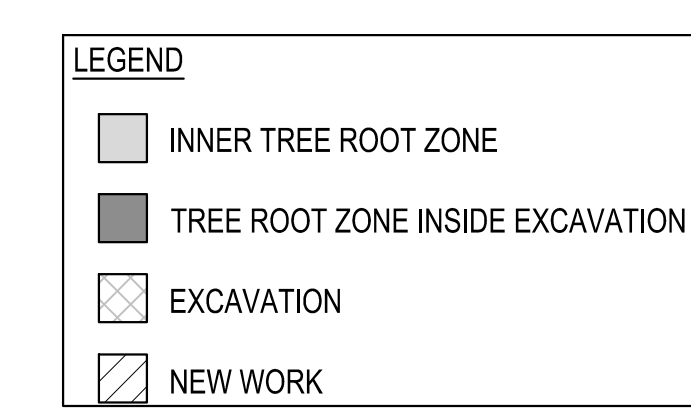 LEGEND
INNER TREE ROOT ZONE
TREE ROOT ZONE INSIDE EXCAVATION
EXCAVATION
NEW WORK